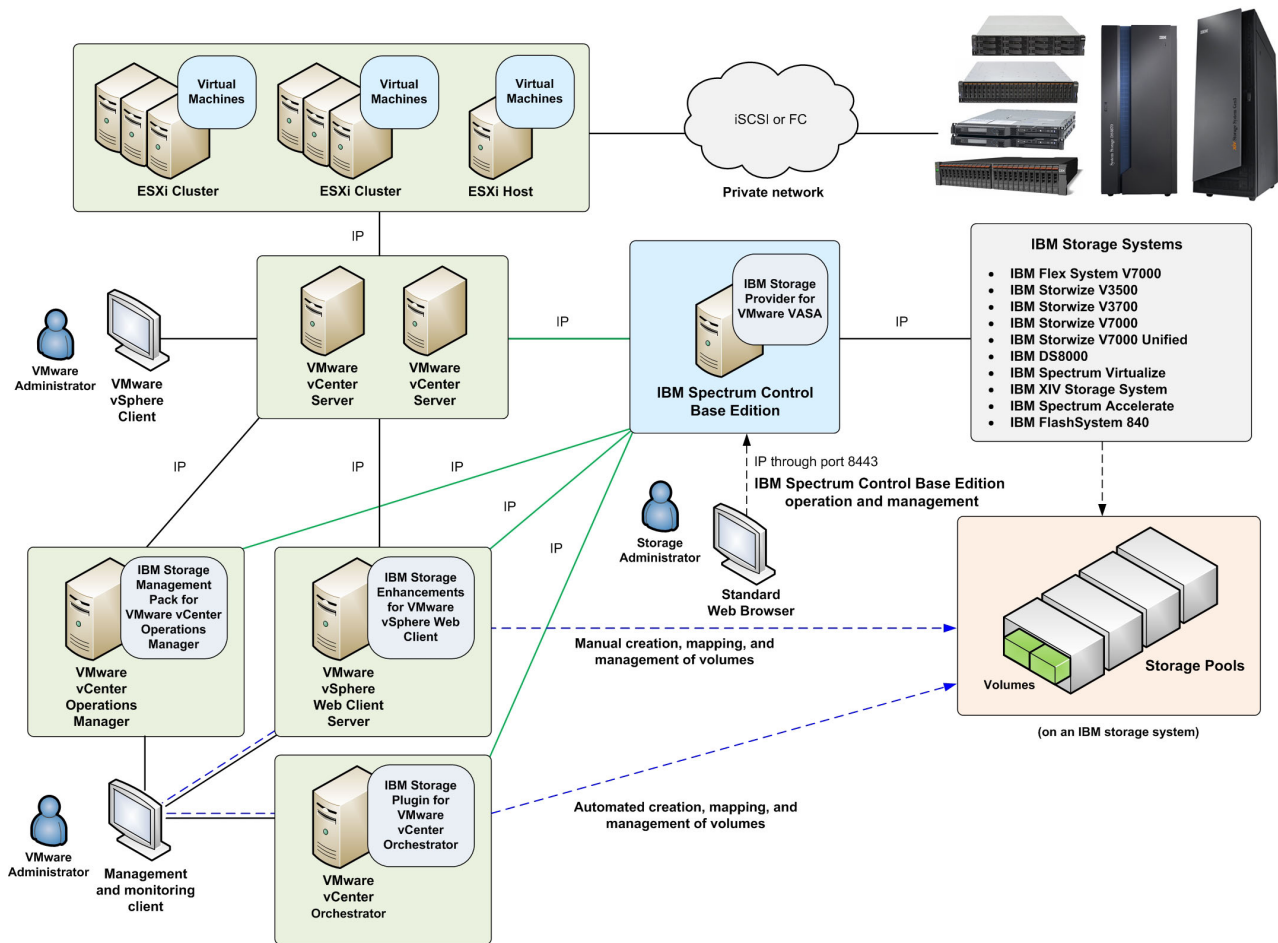 Virtual
Machines
Virtual
Machines
Virtual
Machines
ESXi Cluster
ESXi Cluster
ESXi Host
iSCSI or FC
Private network
IP
VMware
Administrator
VMware
vSphere
Client
VMware
vCenter
Server
VMware
vCenter
Server
IP
IBM Storage
Provider for
VMware VASA
IBM Spectrum Control
Base Edition
IP
IBM Storage Systems
• IBM Flex System V7000
• IBM Storwize V3500
• IBM Storwize V3700
• IBM Storwize V7000
• IBM Storwize V7000 Unified
• IBM DS8000
• IBM Spectrum Virtualize
• IBM XIV Storage System
• IBM Spectrum Accelerate
• IBM FlashSystem 840
IP
IP
IP
IP
IP
IP through port 8443
IBM Spectrum Control Base Edition
operation and management
Storage
Administrator
Standard
Web Browser
IBM Storage
Management
Pack for
VMware vCenter
Operations
Manager
VMware
vCenter
Operations
Manager
IBM Storage
Enhancements
for VMware
vSphere Web
Client
VMware
vSphere
Web Client
Server
Manual creation, mapping, and
management of volumes
Volumes
Storage Pools
(on an IBM storage system)
VMware
Administrator
Management
and monitoring
client
IBM Storage
Plugin for
VMware
vCenter
Orchestrator
VMware
vCenter
Orchestrator
Automated creation, mapping, and
management of volumes